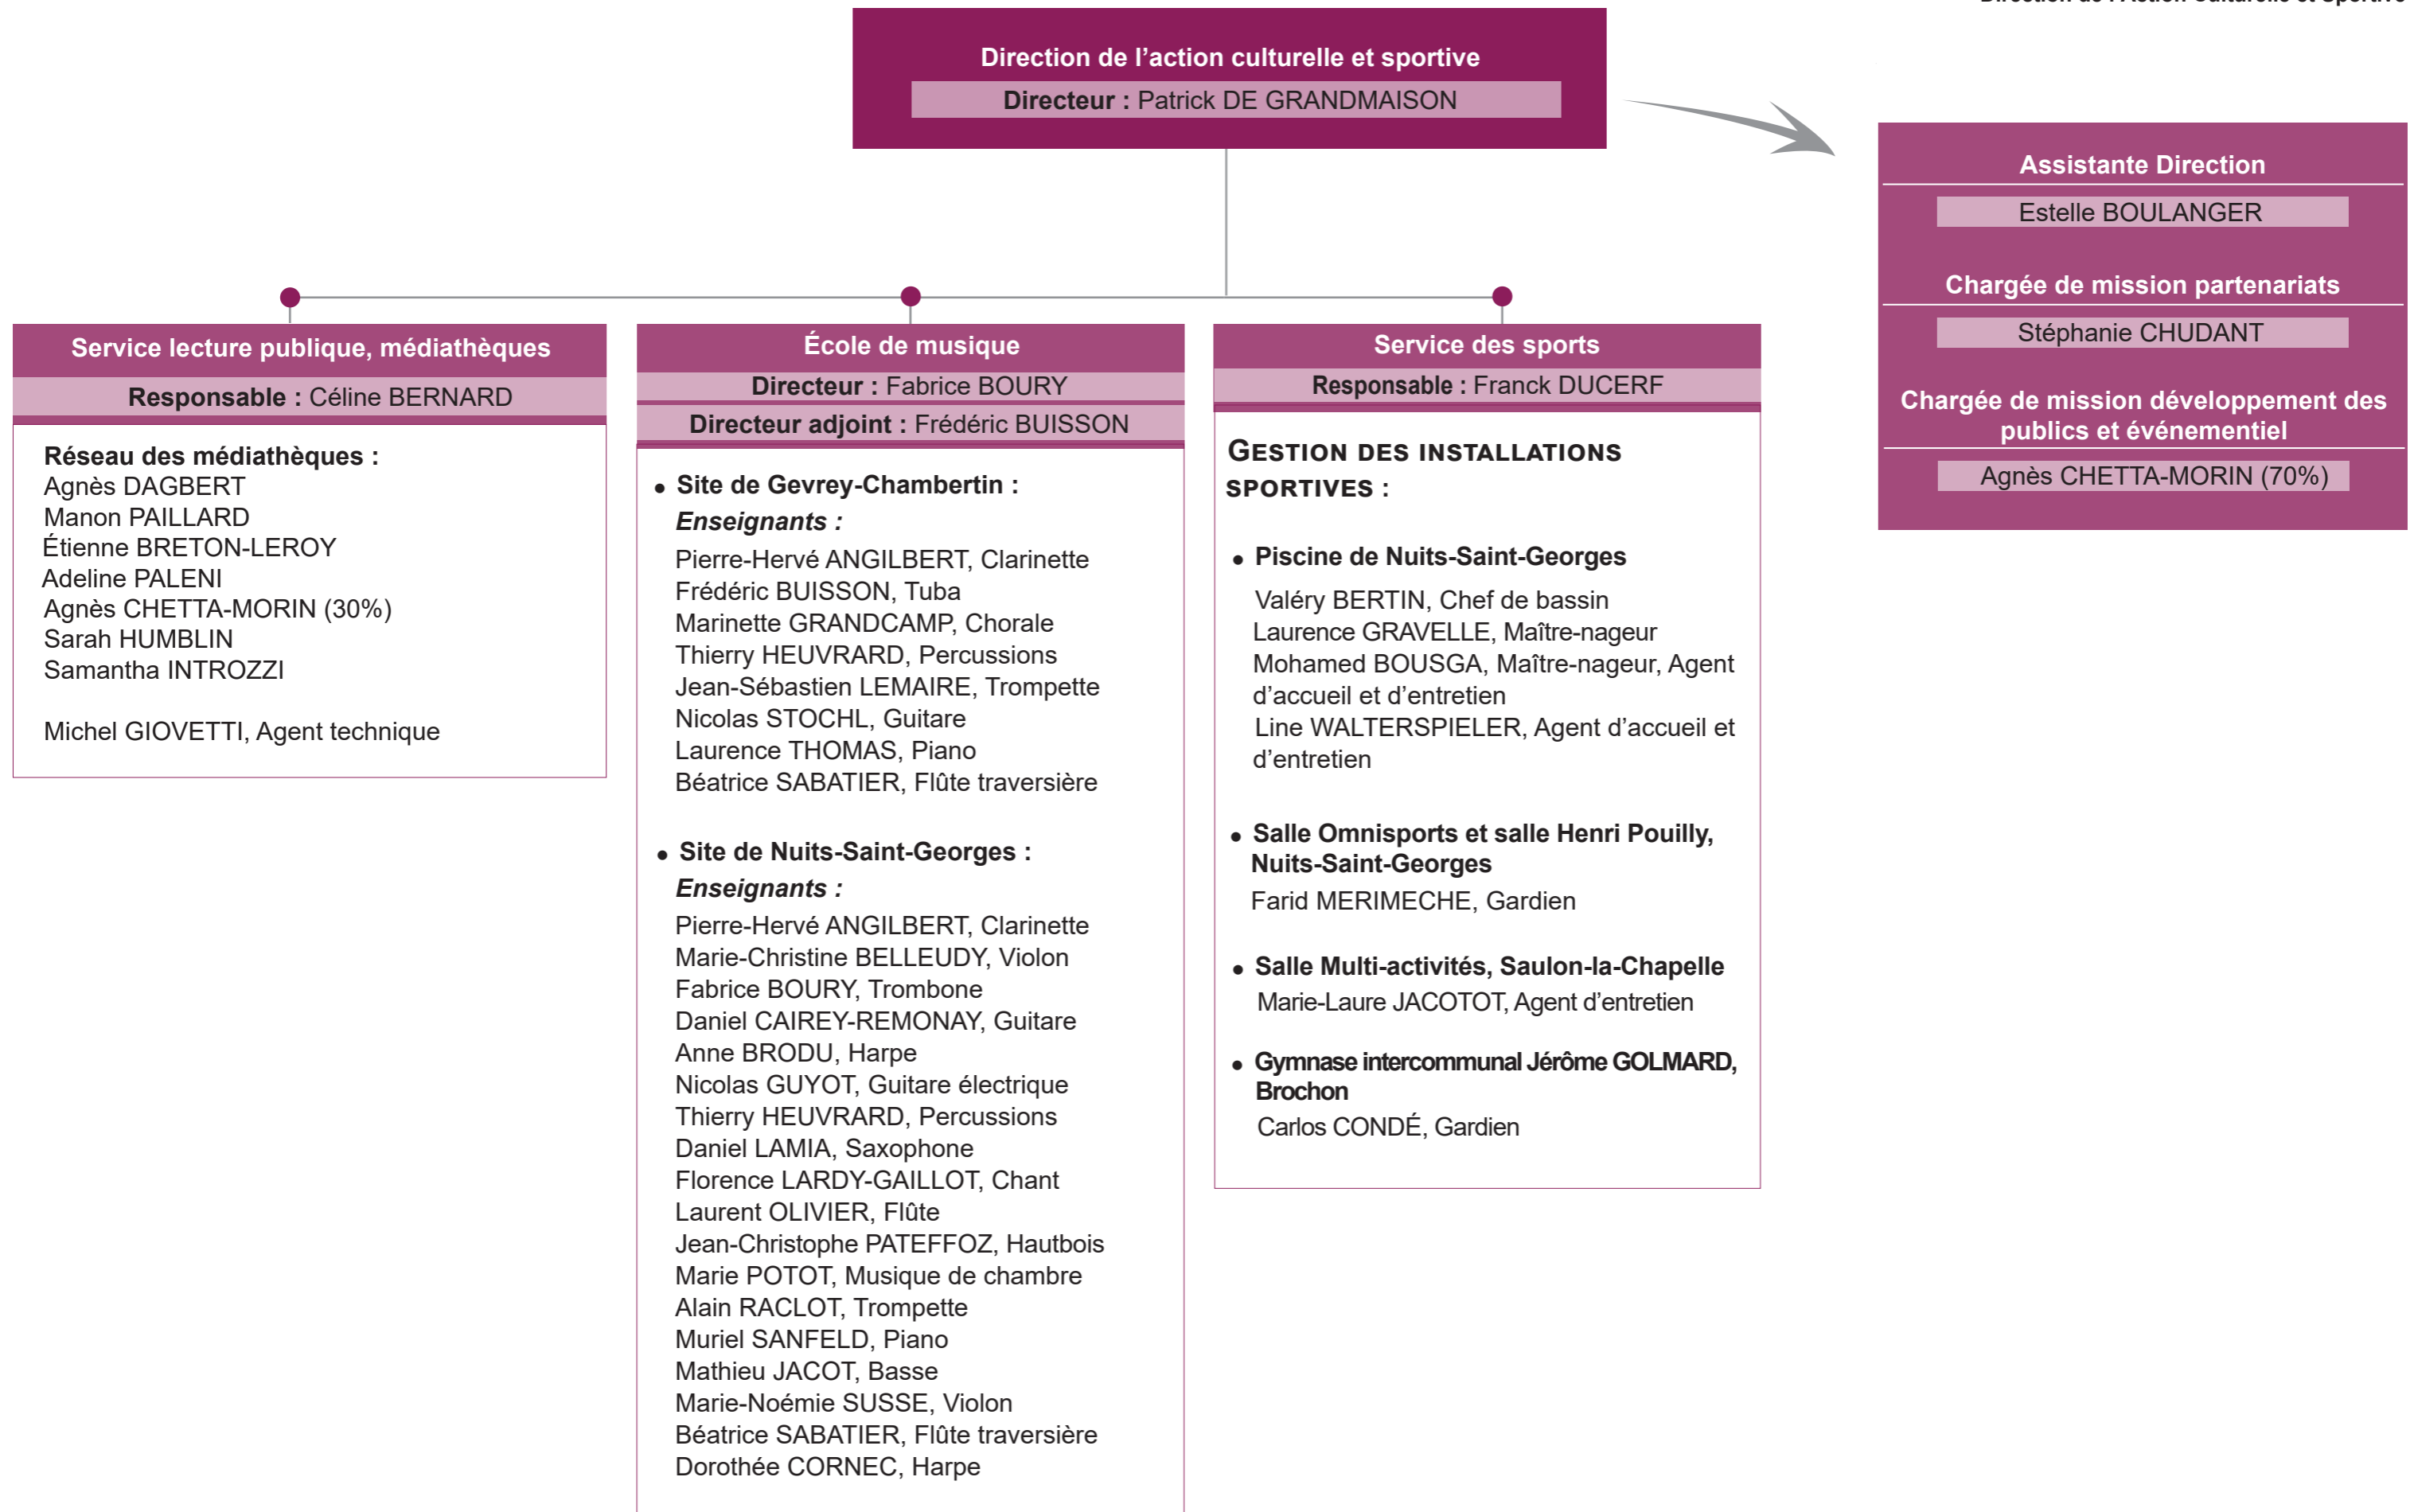 Direction de l'Action Culturelle et Sportive
Direction de l’action culturelle et sportive
Directeur : Patrick DE GRANDMAISON
Assistante Direction
Estelle BOULANGER
Chargée de mission partenariats
Stéphanie CHUDANT
Chargée de mission développement des
publics et événementiel
Agnès CHETTA-MORIN (70%)
Service lecture publique, médiathèques
Responsable : Céline BERNARD
Réseau des médiathèques :
Agnès DAGBERT
Manon PAILLARD
Étienne BRETON-LEROY
Adeline PALENI
Agnès CHETTA-MORIN (30%)
Sarah HUMBLIN
Samantha INTROZZI
Michel GIOVETTI, Agent technique
École de musique
Directeur : Fabrice BOURY
Directeur adjoint : Frédéric BUISSON
• Site de Gevrey-Chambertin :
Enseignants :
Pierre-Hervé ANGILBERT, Clarinette
Frédéric BUISSON, Tuba
Marinette GRANDCAMP, Chorale
Thierry HEUVRARD, Percussions
Jean-Sébastien LEMAIRE, Trompette
Nicolas STOCHL, Guitare
Laurence THOMAS, Piano
Béatrice SABATIER, Flûte traversière
• Site de Nuits-Saint-Georges :
Enseignants :
Pierre-Hervé ANGILBERT, Clarinette
Marie-Christine BELLEUDY, Violon
Fabrice BOURY, Trombone
Daniel CAIREY-REMONAY, Guitare
Anne BRODU, Harpe
Nicolas GUYOT, Guitare électrique
Thierry HEUVRARD, Percussions
Daniel LAMIA, Saxophone
Florence LARDY-GAILLOT, Chant
Laurent OLIVIER, Flûte
Jean-Christophe PATEFFOZ, Hautbois
Marie POTOT, Musique de chambre
Alain RACLOT, Trompette
Muriel SANFELD, Piano
Mathieu JACOT, Basse
Marie-Noémie SUSSE, Violon
Béatrice SABATIER, Flûte traversière
Dorothée CORNEC, Harpe
Service des sports
Responsable : Franck DUCERF
GESTION DES INSTALLATIONS
SPORTIVES :
• Piscine de Nuits-Saint-Georges
Valéry BERTIN, Chef de bassin
Laurence GRAVELLE, Maître-nageur
Mohamed BOUSGA, Maître-nageur, Agent
d’accueil et d’entretien
Line WALTERSPIELER, Agent d’accueil et
d’entretien
• Salle Omnisports et salle Henri Pouilly,
Nuits-Saint-Georges
Farid MERIMECHE, Gardien
• Salle Multi-activités, Saulon-la-Chapelle
Marie-Laure JACOTOT, Agent d’entretien
• Gymnase intercommunal Jérôme GOLMARD,
Brochon
Carlos CONDÉ, Gardien